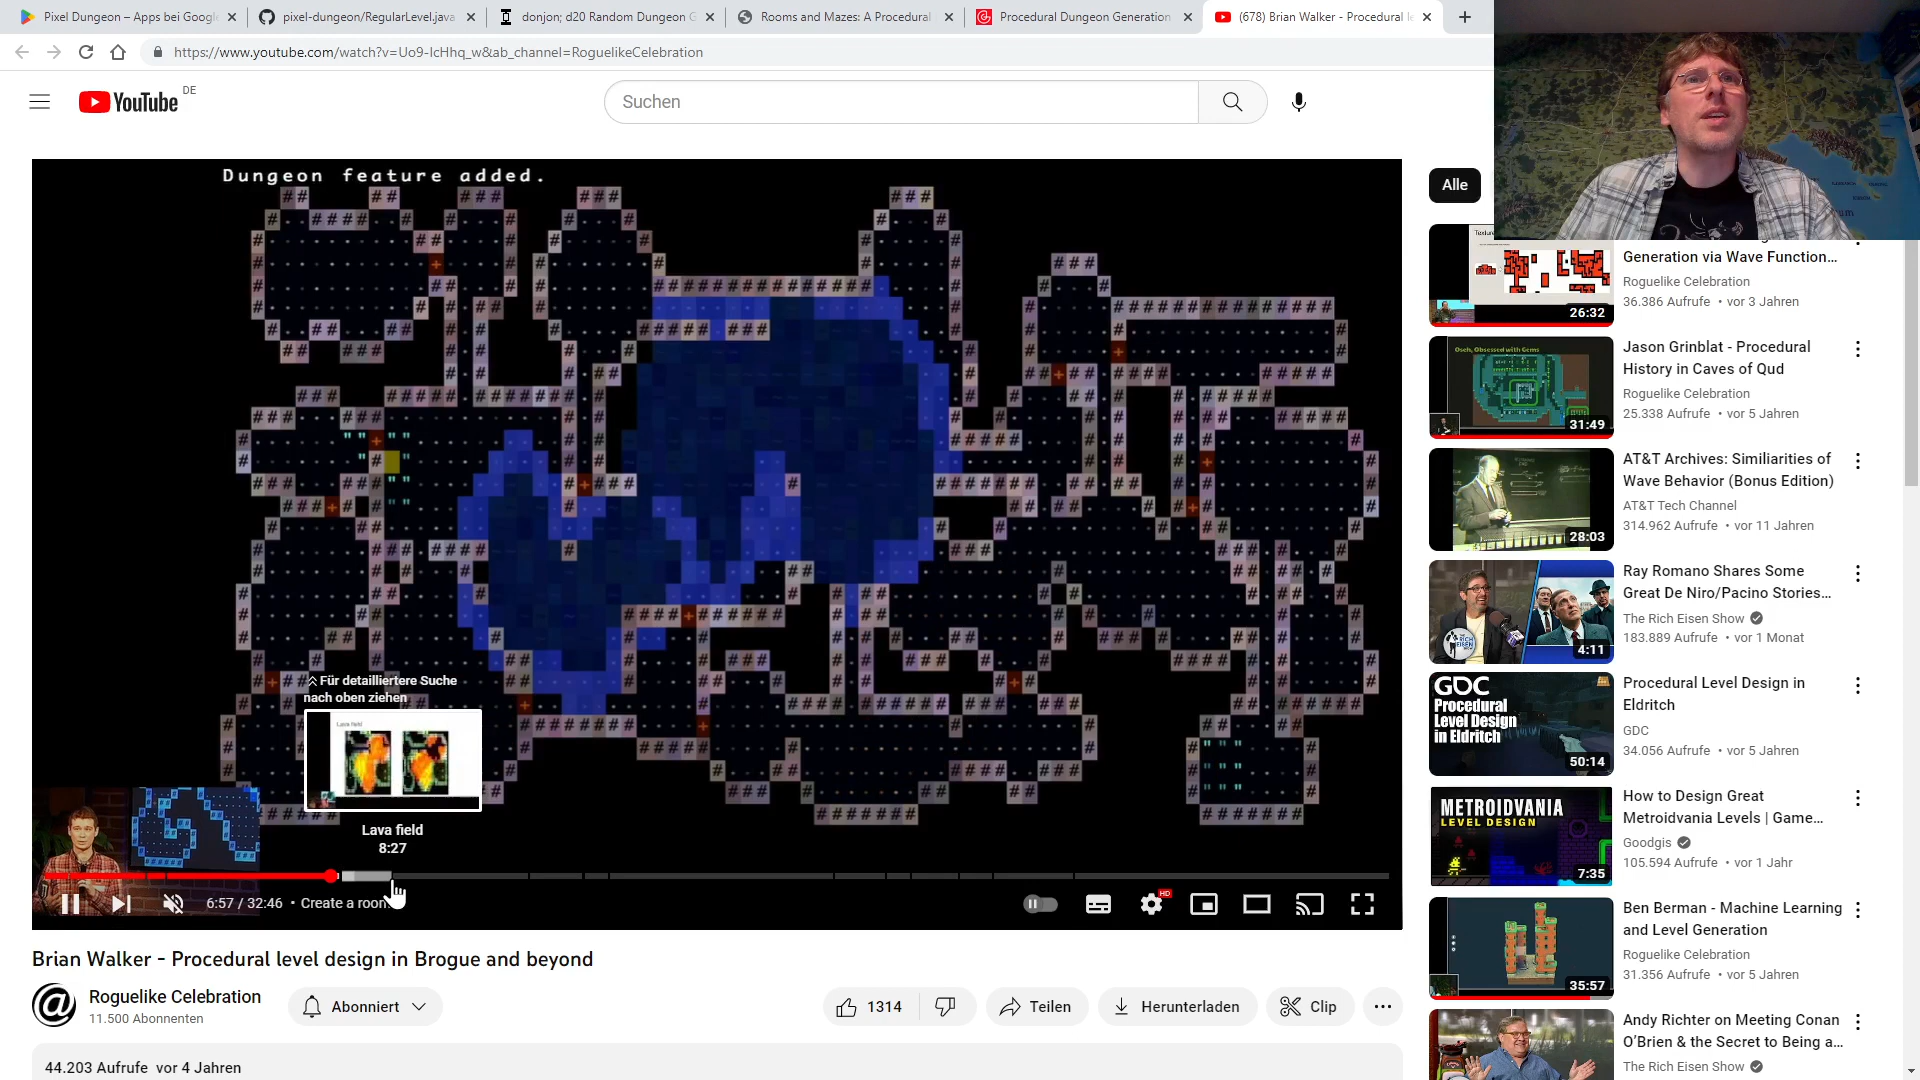 Pixel Dungeon – Apps bei Google
pixel-dungeon/RegularLevel.java
donjon; d20 Random Dungeon G
Rooms and Mazes: A Procedural
Procedural Dungeon Generation
(678) Brian Walker - Procedural l
https://www.youtube.com/watch?v=Uo9-IcHhq_w&ab_channel=RoguelikeCelebration
YouTube DE
Suchen
Dungeon feature added.
Für detaillierte Suche
nach oben ziehen
Lava field
Lava field
8:27
6:57 / 32:46 • Create a room
HD
Brian Walker - Procedural level design in Brogue and beyond
Roguelike Celebration
11.500 Abonnenten
Abonniert
1314
Teilen
Herunterladen
Clip
44.203 Aufrufe vor 4 Jahren
Alle
Generation via Wave Function...
Roguelike Celebration
36.386 Aufrufe • vor 3 Jahren
26:32
Jason Grinblat - Procedural
History in Caves of Qud
Roguelike Celebration
25.338 Aufrufe • vor 5 Jahren
31:49
AT&T Archives: Similiarities of
Wave Behavior (Bonus Edition)
AT&T Tech Channel
314.962 Aufrufe • vor 11 Jahren
28:03
Ray Romano Shares Some
Great De Niro/Pacino Stories...
The Rich Eisen Show
183.889 Aufrufe • vor 1 Monat
THE RICH EISEN SHOW
4:11
GDC
Procedural
Level Design
in Eldritch
Procedural Level Design in
Eldritch
GDC
34.056 Aufrufe • vor 5 Jahren
50:14
METROIDVANIA
LEVEL DESIGN
How to Design Great
Metroidvania Levels | Game...
Goodgis
105.594 Aufrufe • vor 1 Jahr
7:35
Ben Berman - Machine Learning
and Level Generation
Roguelike Celebration
31.356 Aufrufe • vor 5 Jahren
35:57
Andy Richter on Meeting Conan
O'Brien & the Secret to Being a...
The Rich Eisen Show